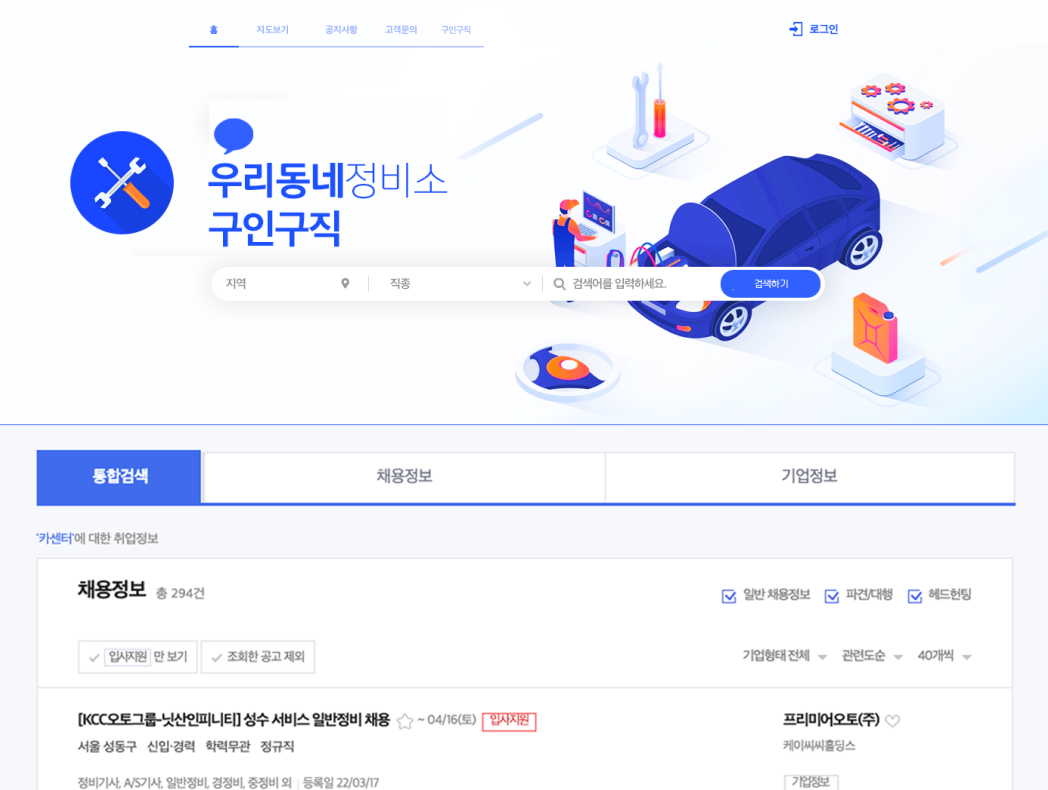 홈 지도보기 공지사항 고객문의 구인구직
로그인
우리동네정비소
구인구직
지역 직종 검색어를 입력하세요. 검색하기
통합검색 채용정보 기업정보
'카센터'에 대한 취업정보
채용정보 총 294건
일반 채용정보 파견/대행 헤드헌팅
입사지원 만 보기 조회한 공고 제외
기업형태 전체 관련도순 40개씩
[KCC오토그룹-닛산인피니티] 성수 서비스 일반정비 채용 ~ 04/16(토) 입사지원
프리미어오토(주)
서울 성동구 신입·경력 학력무관 정규직
케이씨씨홀딩스
정비기사, A/S기사, 일반정비, 경정비, 중정비 외 등록일 22/03/17
기업정보